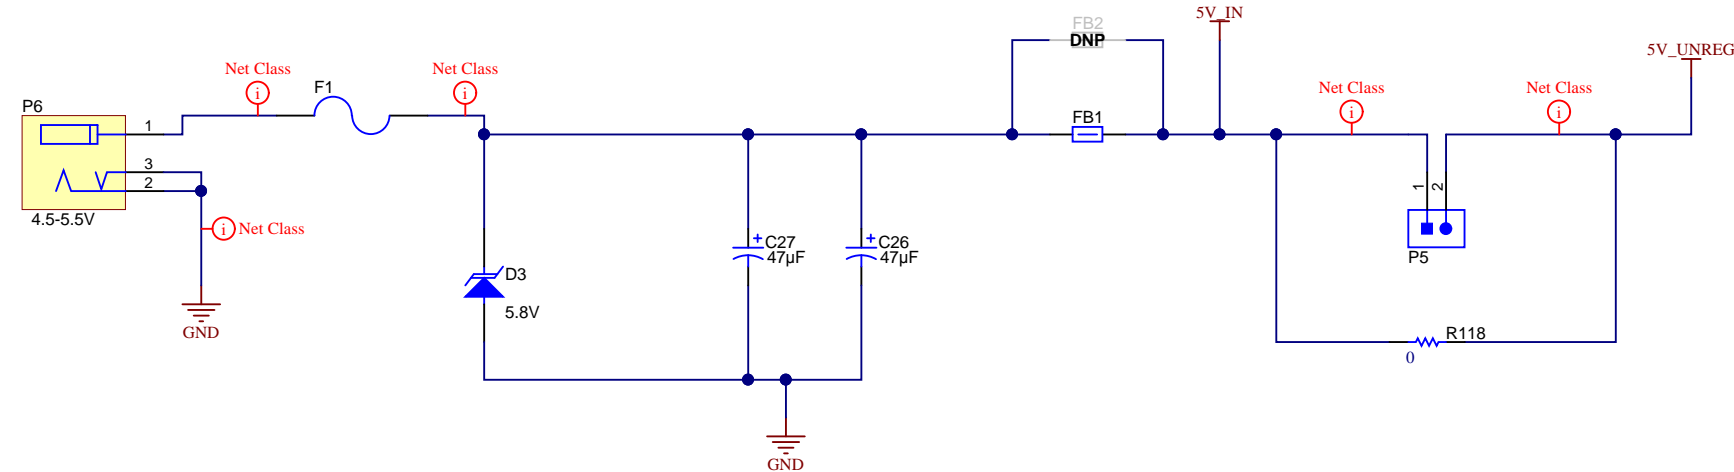 FB2
DNP
5V_IN
5V_UNREG
Net Class
i
Net Class
i
Net Class
i
Net Class
i
P6
F1
FB1
1
3
2
4.5-5.5V
i Net Class
GND
D3
5.8V
+ C27
47µF
+ C26
47µF
GND
1
2
P5
R118
0